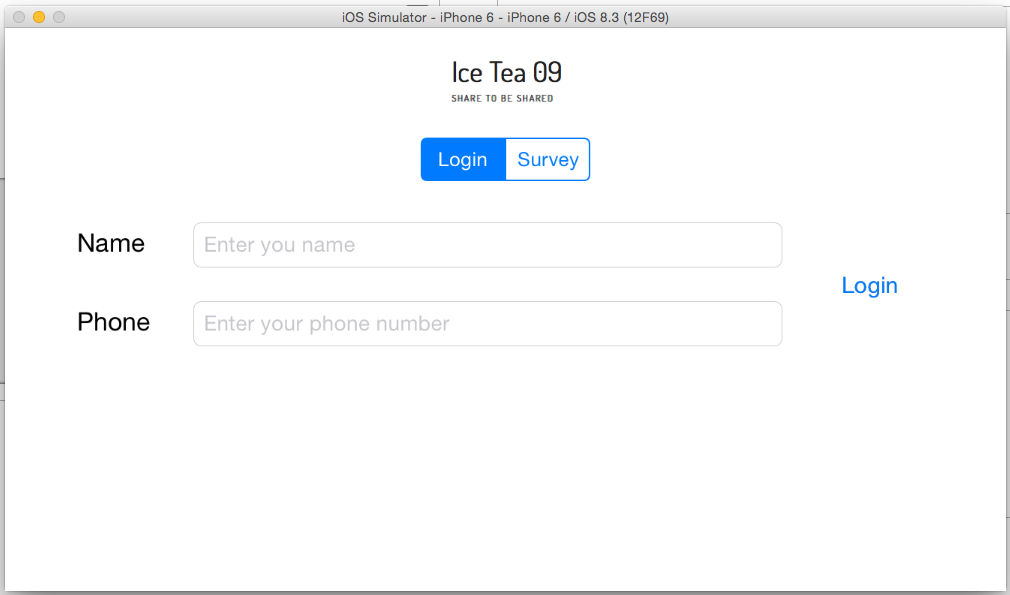 iOS Simulator - iPhone 6 - iPhone 6 / iOS 8.3 (12F69)
Ice Tea 09
SHARE TO BE SHARED
Login Survey
Name Enter you name
Login
Phone Enter your phone number